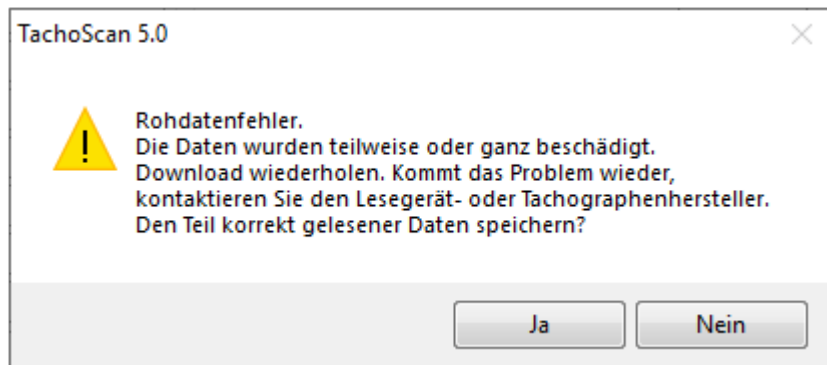 TachoScan 5.0
Rohdatenfehler.
Die Daten wurden teilweise oder ganz beschädigt.
Download wiederholen. Kommt das Problem wieder,
kontaktieren Sie den Lesegerät- oder Tachographenhersteller.
Den Teil korrekt gelesener Daten speichern?
Ja
Nein